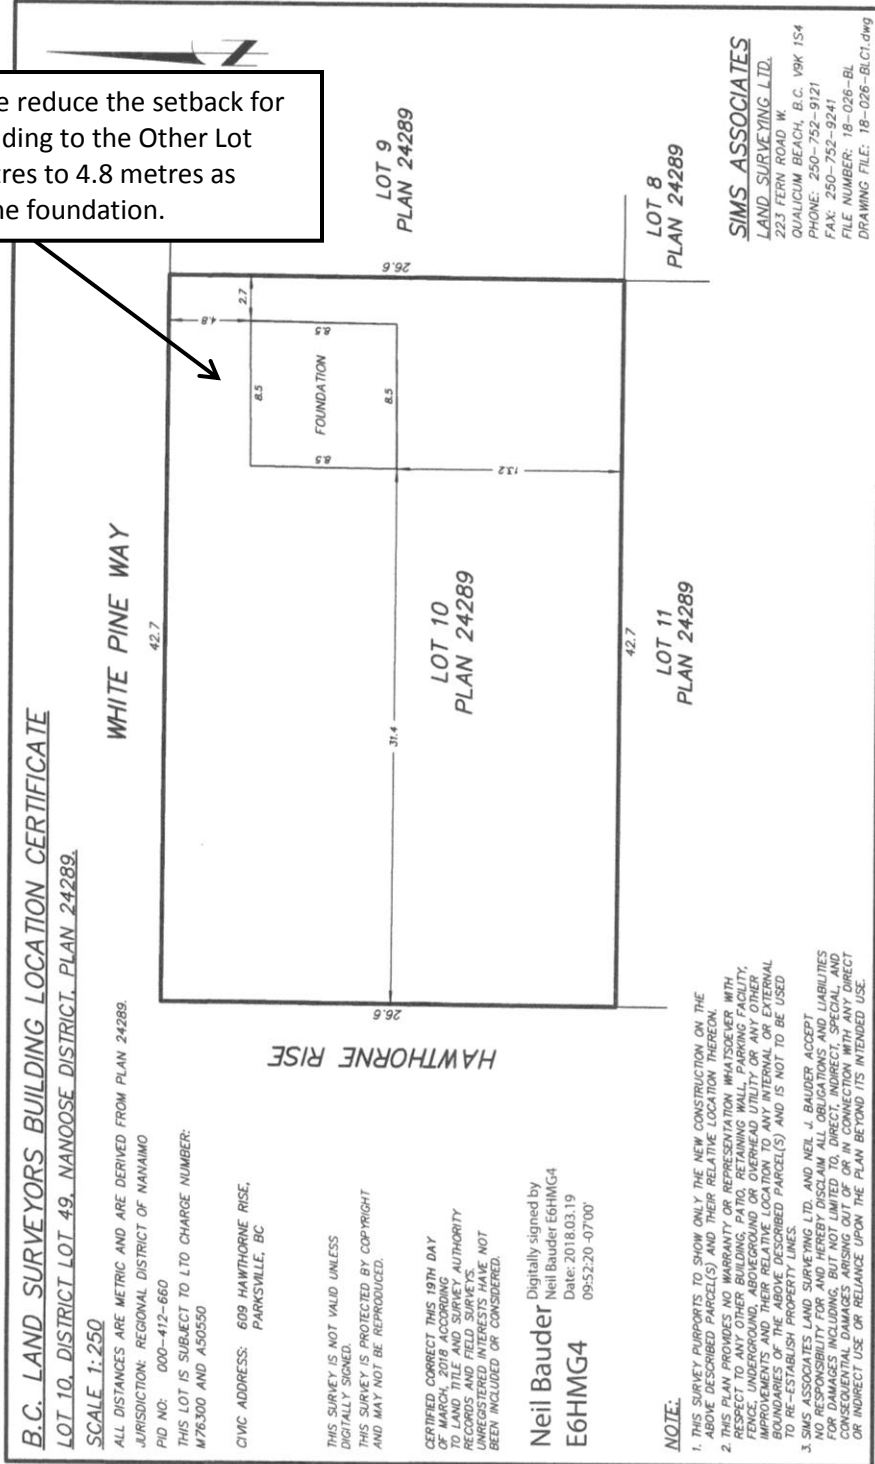 e reduce the setback for
ding to the Other Lot
tres to 4.8 metres as
ne foundation.
B.C. LAND SURVEYORS BUILDING LOCATION CERTIFICATE
LOT 10, DISTRICT LOT 49, NANOOSE DISTRICT, PLAN 24289.
SCALE 1:250
ALL DISTANCES ARE METRIC AND ARE DERIVED FROM PLAN 24289.
JURISDICTION: REGIONAL DISTRICT OF NANAIMO
PID NO: 000-412-660
THIS LOT IS SUBJECT TO LTO CHARGE NUMBER:
M76300 AND A50550
CIVIC ADDRESS: 609 HAWTHORNE RISE,
PARKSVILLE, BC
THIS SURVEY IS NOT VALID UNLESS
DIGITALLY SIGNED.
THIS SURVEY IS PROTECTED BY COPYRIGHT
AND MAY NOT BE REPRODUCED.
CERTIFIED CORRECT THIS 19TH DAY
OF MARCH, 2018 ACCORDING
TO LAND TITLE AND SURVEY AUTHORITY
RECORDS AND FIELD SURVEYS.
UNREGISTERED INTERESTS HAVE NOT
BEEN INCLUDED OR CONSIDERED.
Neil Bauder
E6HMG4
Digitally signed by
Neil Bauder E6HMG4
Date: 2018.03.19
09:52:20 -07'00'
NOTE:
1. THIS SURVEY PURPORTS TO SHOW ONLY THE NEW CONSTRUCTION ON THE
ABOVE DESCRIBED PARCEL(S) AND THEIR RELATIVE LOCATION THEREON.
2. THIS PLAN PROVIDES NO WARRANTY OR REPRESENTATION WHATSOEVER WITH
RESPECT TO ANY OTHER BUILDING, PATIO, RETAINING WALL, PARKING FACILITY,
FENCE, UNDERGROUND, ABOVEGROUND OR OVERHEAD UTILITY OR ANY OTHER
IMPROVEMENTS AND THEIR RELATIVE LOCATION TO ANY INTERNAL OR EXTERNAL
BOUNDARIES OF THE ABOVE DESCRIBED PARCEL(S) AND IS NOT TO BE USED
TO RE-ESTABLISH PROPERTY LINES.
3. SIMS ASSOCIATES LAND SURVEYING LTD. AND NEIL J. BAUDER ACCEPT
NO RESPONSIBILITY FOR AND HEREBY DISCLAIM ALL OBLIGATIONS AND LIABILITIES
FOR DAMAGES INCLUDING, BUT NOT LIMITED TO, DIRECT, INDIRECT, SPECIAL, AND
CONSEQUENTIAL DAMAGES ARISING OUT OF OR IN CONNECTION WITH ANY DIRECT
OR INDIRECT USE OR RELIANCE UPON THE PLAN BEYOND ITS INTENDED USE.
WHITE PINE WAY
42.7
HAWTHORNE RISE
26.6
4.8
2.7
8.5
8.5
FOUNDATION
8.5
8.5
26.6
31.4
13.2
LOT 10
PLAN 24289
42.7
LOT 11
PLAN 24289
LOT 9
PLAN 24289
LOT 8
PLAN 24289
SIMS ASSOCIATES
LAND SURVEYING LTD.
223 FERN ROAD W.
QUALICUM BEACH, B.C. V9K 1S4
PHONE: 250-752-9121
FAX: 250-752-9241
FILE NUMBER: 18-026-BL
DRAWING FILE: 18-026-BLC1.dwg